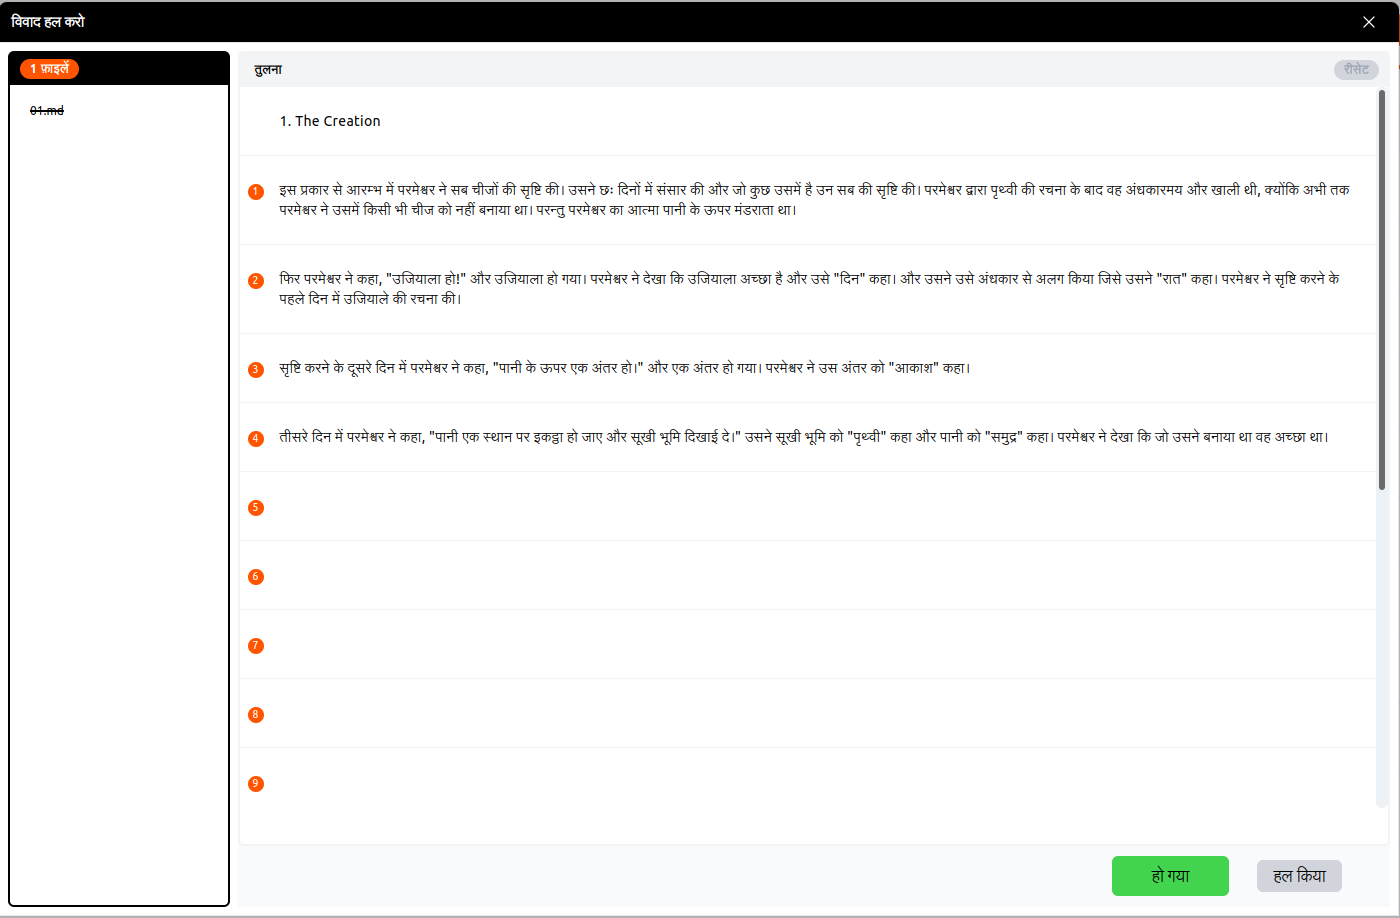 विवाद हल करो
1 फ़ाइलें
01.md
तुलना
रीसेट
1. The Creation
1 इस प्रकार से आरम्भ में परमेश्वर ने सब चीजों की सृष्टि की। उसने छः दिनों में संसार की और जो कुछ उसमें है उन सब की सृष्टि की। परमेश्वर द्वारा पृथ्वी की रचना के बाद वह अंधकारमय और खाली थी, क्योंकि अभी तक
परमेश्वर ने उसमें किसी भी चीज को नहीं बनाया था। परन्तु परमेश्वर का आत्मा पानी के ऊपर मंडराता था।
2 फिर परमेश्वर ने कहा, "उजियाला हो!" और उजियाला हो गया। परमेश्वर ने देखा कि उजियाला अच्छा है और उसे "दिन" कहा। और उसने उसे अंधकार से अलग किया जिसे उसने "रात" कहा। परमेश्वर ने सृष्टि करने के
पहले दिन में उजियाले की रचना की।
3 सृष्टि करने के दूसरे दिन में परमेश्वर ने कहा, "पानी के ऊपर एक अंतर हो।" और एक अंतर हो गया। परमेश्वर ने उस अंतर को "आकाश" कहा।
4 तीसरे दिन में परमेश्वर ने कहा, "पानी एक स्थान पर इकट्ठा हो जाए और सूखी भूमि दिखाई दे।" उसने सूखी भूमि को "पृथ्वी" कहा और पानी को "समुद्र" कहा। परमेश्वर ने देखा कि जो उसने बनाया था वह अच्छा था।
5
6
7
8
9
हो गया
हल किया